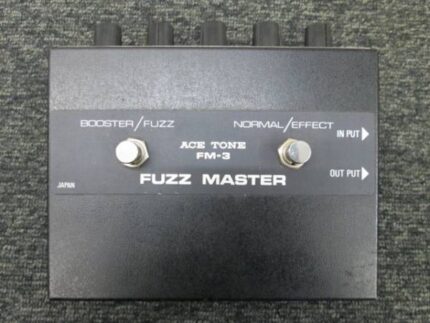 BOOSTER/FUZZ
NORMAL/EFFECT
IN PUT
ACE TONE
FM-3
OUT PUT
FUZZ MASTER
JAPAN